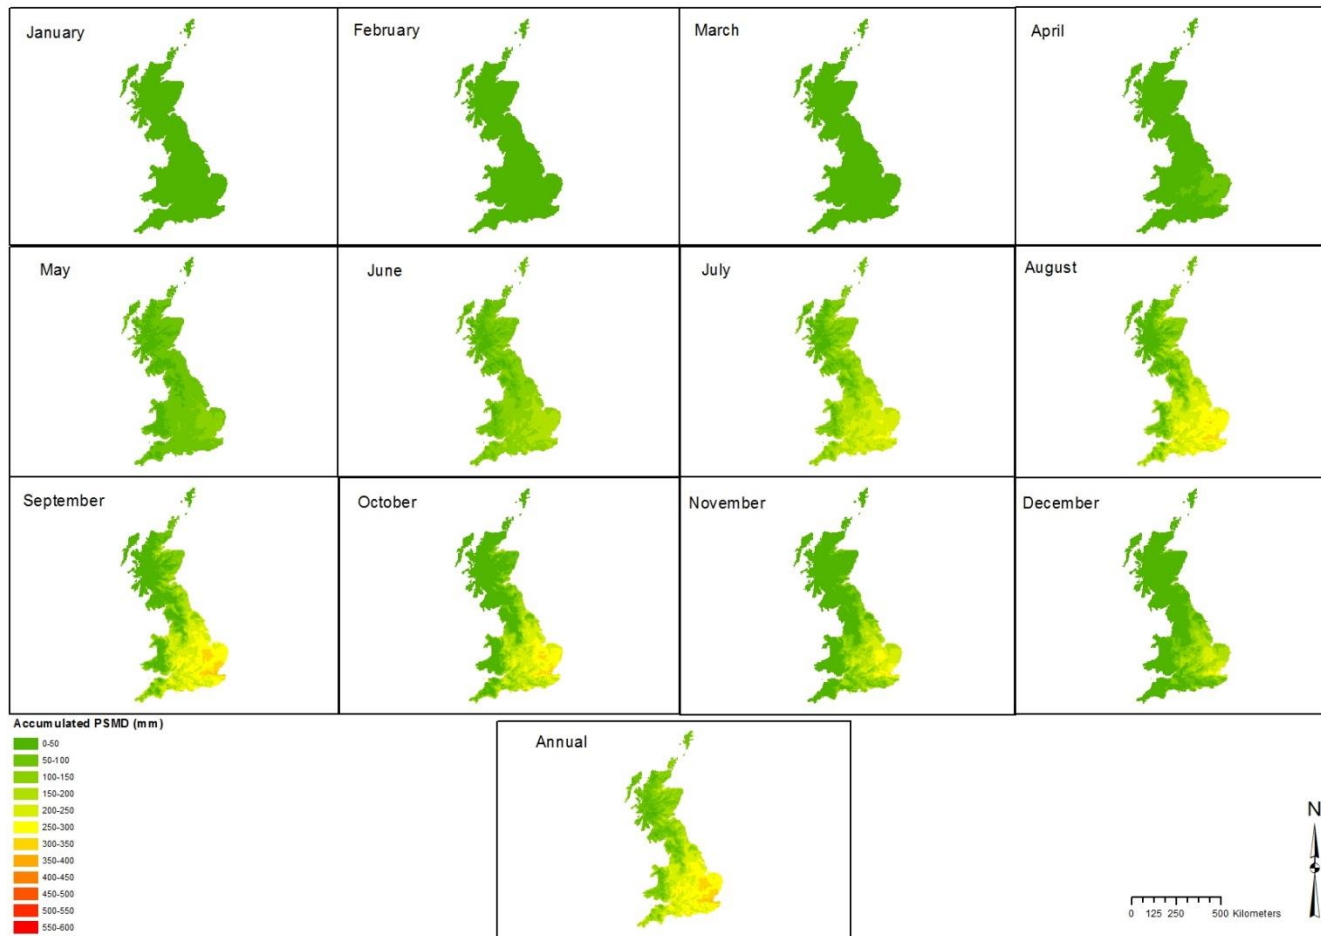 January
February
March
April
May
June
July
August
September
October
November
December
Accumulated PSMD (mm)
0-50
50-100
100-150
150-200
200-250
250-300
300-350
350-400
400-450
450-500
500-550
550-600
Annual
N
0 125 250 500 Kilometers